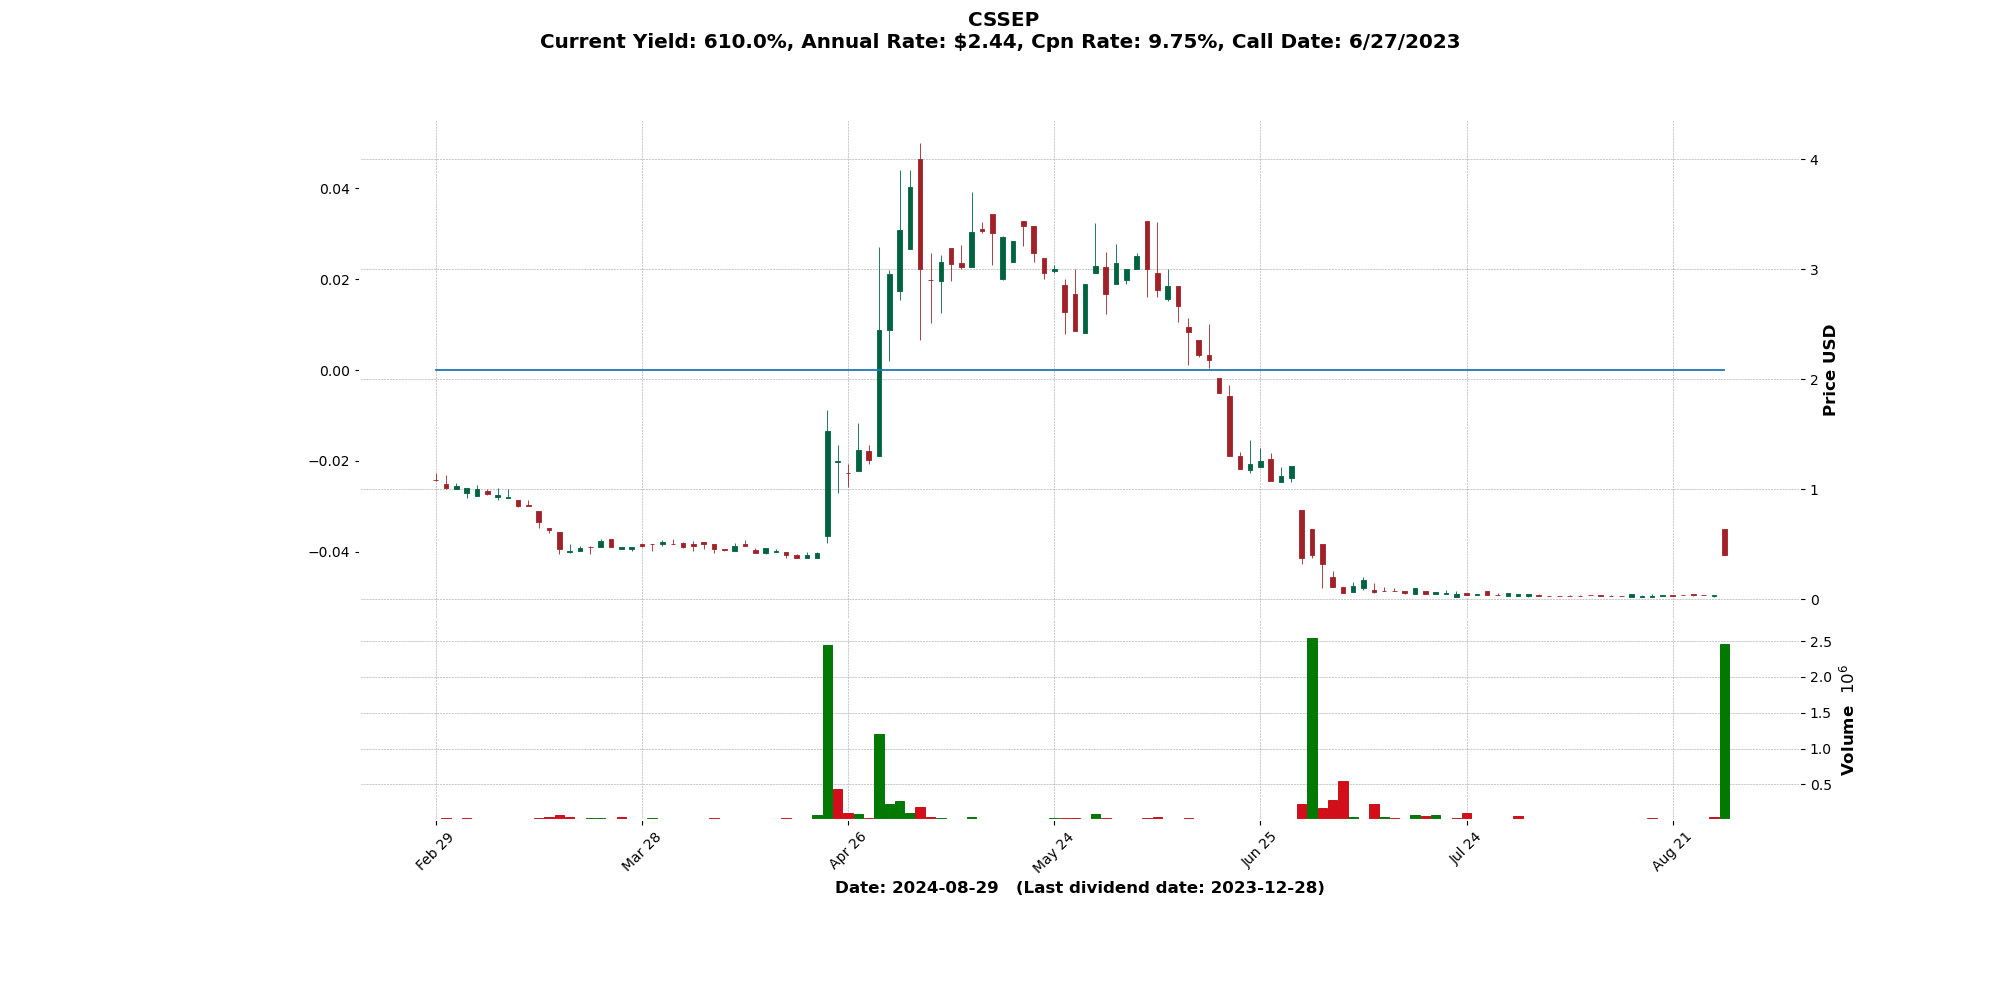 CSSEP
Current Yield: 610.0%, Annual Rate: $2.44, Cpn Rate: 9.75%, Call Date: 6/27/2023
0.04
0.02
0.00
−0.02
−0.04
4
3
2
1
0
Price USD
2.5
2.0
1.5
1.0
0.5
Volume 10^6
Feb 29
Mar 28
Apr 26
May 24
Jun 25
Jul 24
Aug 21
Date: 2024-08-29 (Last dividend date: 2023-12-28)